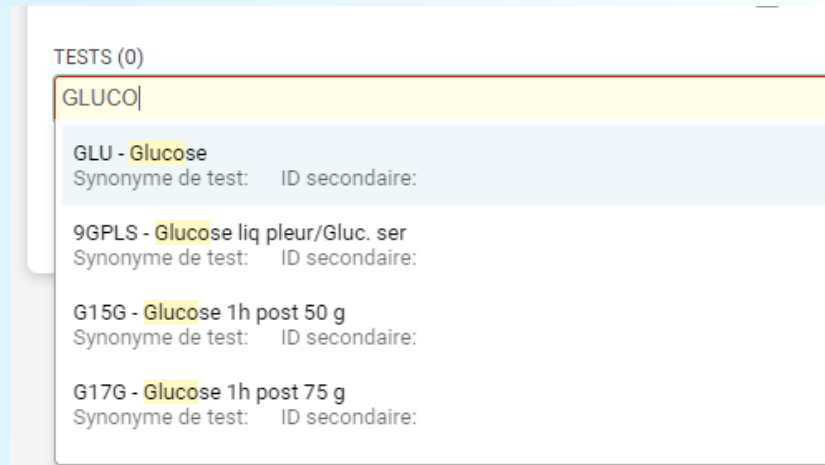 TESTS (0)
GLUCO
GLU - Glucose
Synonyme de test: ID secondaire:
9GPLS - Glucose liq pleur/Gluc. ser
Synonyme de test: ID secondaire:
G15G - Glucose 1h post 50 g
Synonyme de test: ID secondaire:
G17G - Glucose 1h post 75 g
Synonyme de test: ID secondaire: